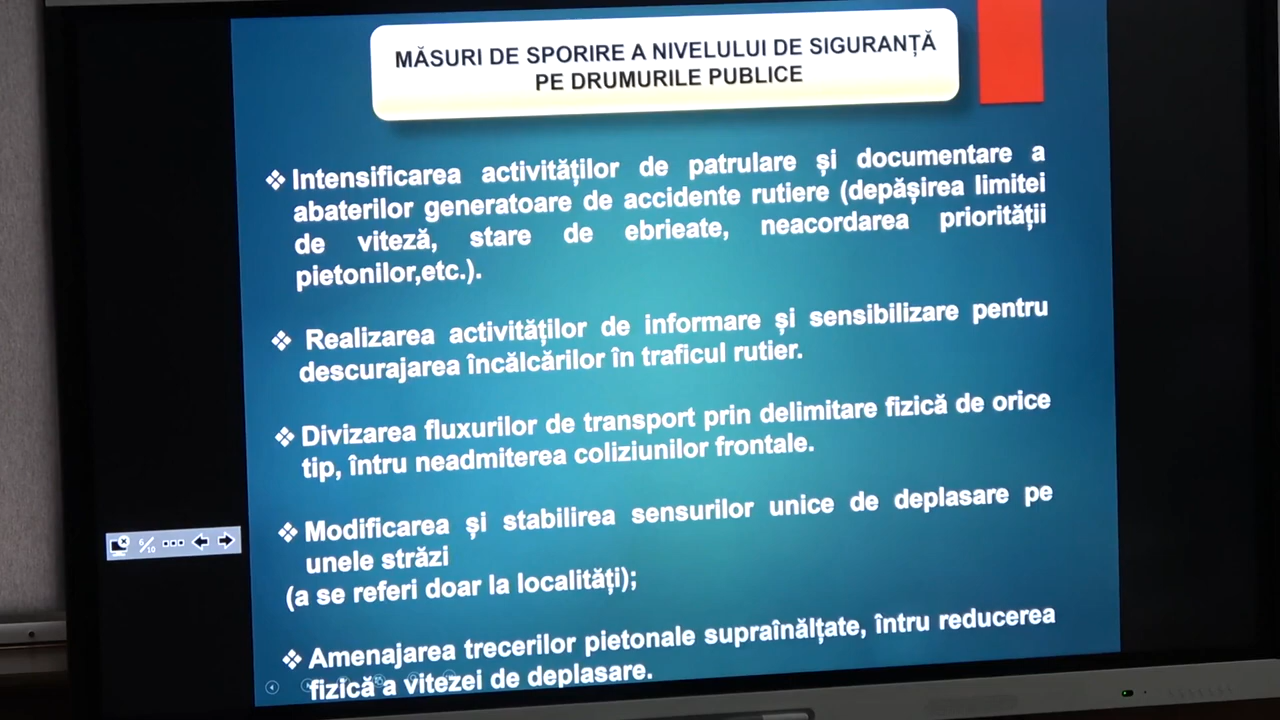 MĂSURI DE SPORIRE A NIVELULUI DE SIGURANȚĂ
PE DRUMURILE PUBLICE
❖ Intensificarea activităților de patrulare și documentare a
abaterilor generatoare de accidente rutiere (depășirea limitei
de viteză, stare de ebrieate, neacordarea priorității
pietonilor,etc.).
❖ Realizarea activităților de informare și sensibilizare pentru
descurajarea încălcărilor în traficul rutier.
❖ Divizarea fluxurilor de transport prin delimitare fizică de orice
tip, întru neadmiterea coliziunilor frontale.
❖ Modificarea și stabilirea sensurilor unice de deplasare pe
unele străzi
(a se referi doar la localități);
6/10
❖ Amenajarea trecerilor pietonale supraînălțate, întru reducerea
fizică a vitezei de deplasare.